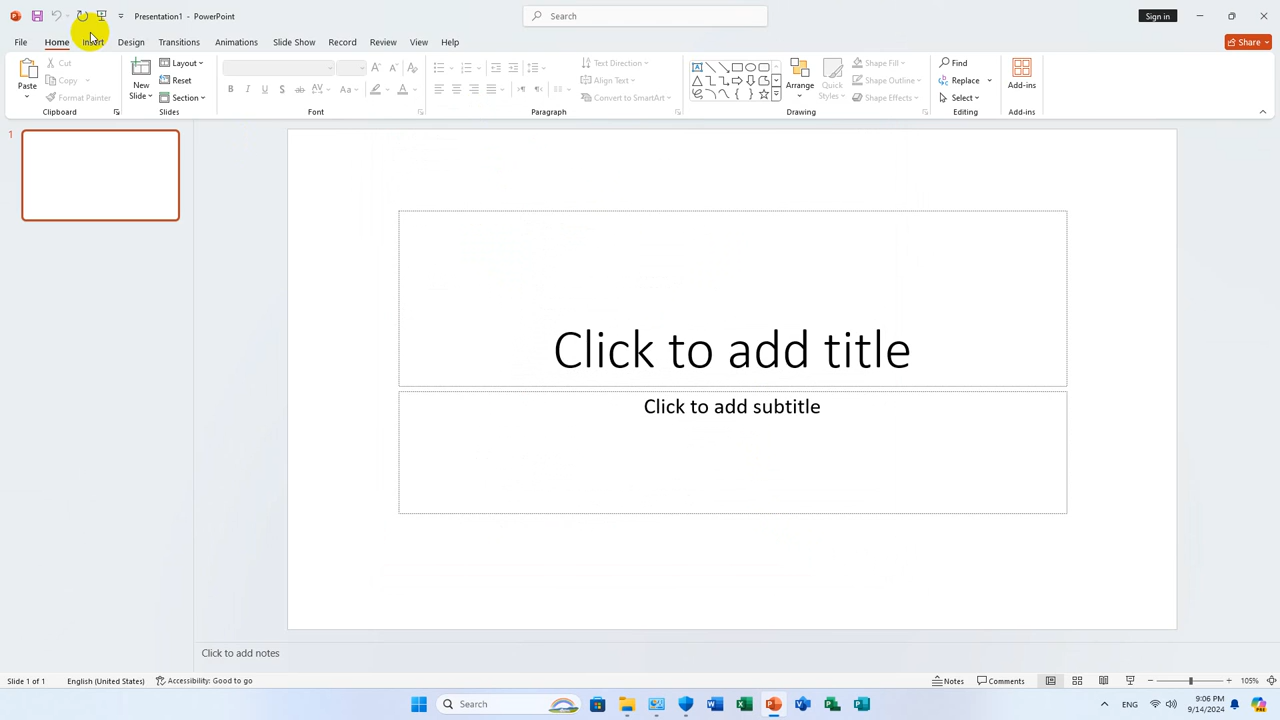 Presentation1 - PowerPoint
Search
Sign in
File Home Insert Design Transitions Animations Slide Show Record Review View Help
Share
Paste
Cut
Copy
Format Painter
Clipboard
New
Slide
Layout
Reset
Section
Slides
B I U S ab AV Aa A
A A A
Font
Text Direction
Align Text
Convert to SmartArt
Paragraph
Arrange
Quick
Styles
Shape Fill
Shape Outline
Shape Effects
Drawing
Find
Replace
Select
Editing
Add-ins
Add-ins
1
Click to add title
Click to add subtitle
Click to add notes
Slide 1 of 1
English (United States)
Accessibility: Good to go
Notes
Comments
105%
Search
ENG
9:06 PM
9/14/2024